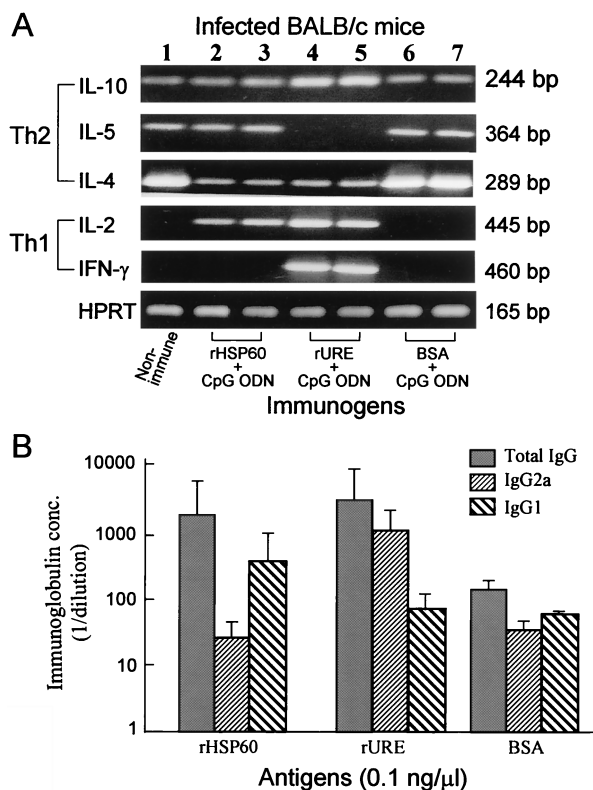 A
Infected BALB/c mice
1 2 3 4 5 6 7
Th2
IL-10 244 bp
IL-5 364 bp
IL-4 289 bp
Th1
IL-2 445 bp
IFN-γ 460 bp
HPRT 165 bp
Non-
immune
rHSP60
+
CpG ODN
rURE
+
CpG ODN
BSA
+
CpG ODN
Immunogens
B
Immunoglobulin conc.
(1/dilution)
10000
1000
100
10
1
Total IgG
IgG2a
IgG1
rHSP60 rURE BSA
Antigens (0.1 ng/μl)